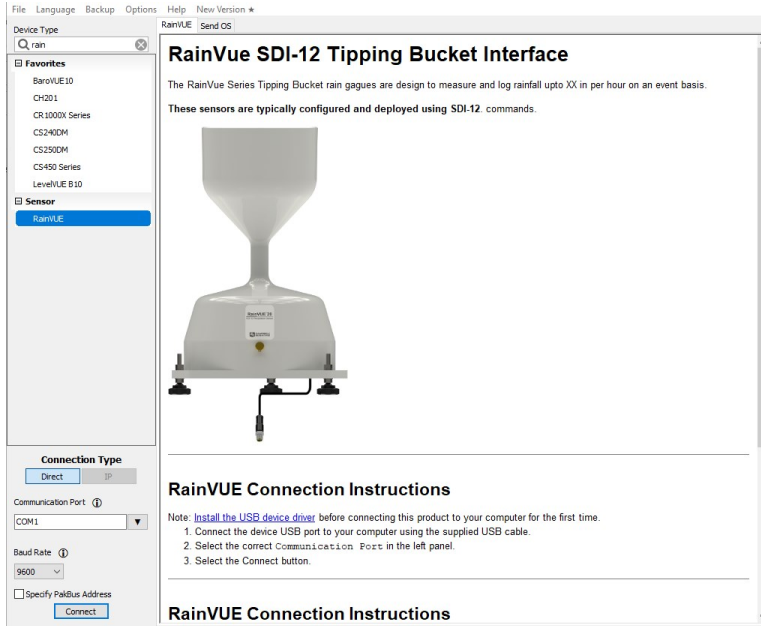 File Language Backup Options Help New Version ★
Device Type
rain
Favorites
BaroVUE10
CH201
CR1000X Series
CS240DM
CS250DM
CS450 Series
LevelVUE B10
Sensor
RainVUE
Connection Type
Direct IP
Communication Port
COM1
Baud Rate
9600
Specify PakBus Address
Connect
RainVUE Send OS
RainVue SDI-12 Tipping Bucket Interface
The RainVue Series Tipping Bucket rain gagues are design to measure and log rainfall upto XX in per hour on an event basis.
These sensors are typically configured and deployed using SDI-12. commands.
RainVUE Connection Instructions
Note: Install the USB device driver before connecting this product to your computer for the first time.
1. Connect the device USB port to your computer using the supplied USB cable.
2. Select the correct Communication Port in the left panel.
3. Select the Connect button.
RainVUE Connection Instructions